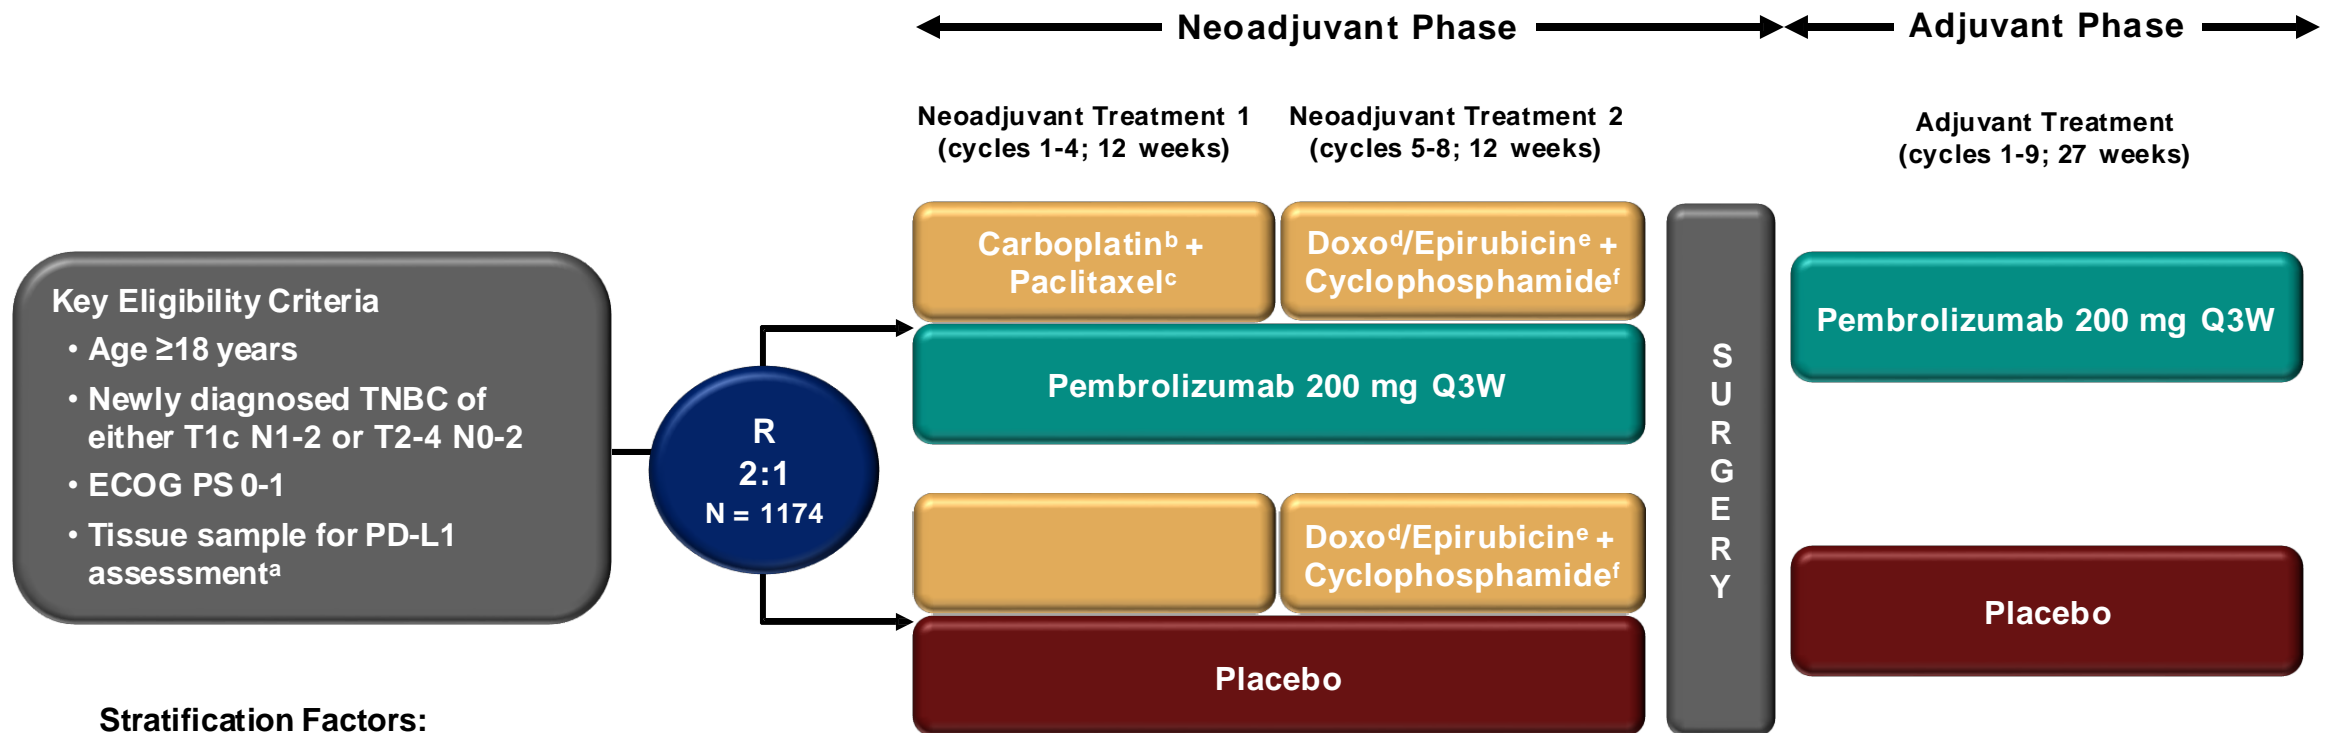 Neoadjuvant Phase
Adjuvant Phase
Neoadjuvant Treatment 1
(cycles 1-4; 12 weeks)
Neoadjuvant Treatment 2
(cycles 5-8; 12 weeks)
Adjuvant Treatment
(cycles 1-9; 27 weeks)
Key Eligibility Criteria
• Age ≥18 years
• Newly diagnosed TNBC of
either T1c N1-2 or T2-4 N0-2
• ECOG PS 0-1
• Tissue sample for PD-L1
assessmentᵃ
R
2:1
N = 1174
Carboplatinᵇ +
Paclitaxelᶜ
Doxoᵈ/Epirubicinᵉ +
Cyclophosphamideᶠ
Pembrolizumab 200 mg Q3W
Doxoᵈ/Epirubicinᵉ +
Cyclophosphamideᶠ
Placebo
SURGERY
Pembrolizumab 200 mg Q3W
Placebo
Stratification Factors: